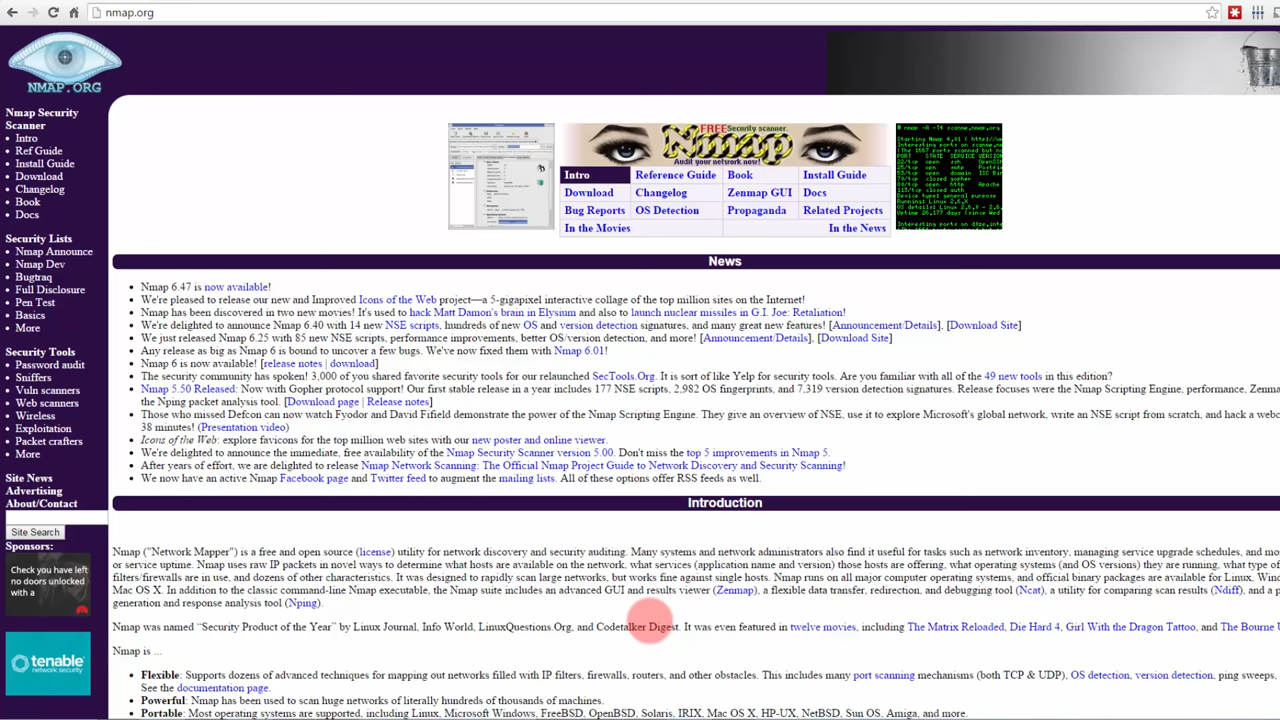 nmap.org
NMAP.ORG
Nmap Security
Scanner
Intro
Ref Guide
Install Guide
Download
Changelog
Book
Docs
Security Lists
Nmap Announce
Nmap Dev
Bugtraq
Full Disclosure
Pen Test
Basics
More
Security Tools
Password audit
Sniffers
Vuln scanners
Web scanners
Wireless
Exploitation
Packet crafters
More
Site News
Advertising
About/Contact
Site Search
Sponsors:
Check you have left
no doors unlocked
with a
tenable
network security
FREE Security scanner.
Nmap
Audit your network now!
Intro Reference Guide Book Install Guide
Download Changelog Zenmap GUI Docs
Bug Reports OS Detection Propaganda Related Projects
In the Movies In the News
# nmap -A -T4 scanme.nmap.org
News
• Nmap 6.47 is now available!
• We're pleased to release our new and Improved Icons of the Web project—a 5-gigapixel interactive collage of the top million sites on the Internet!
• Nmap has been discovered in two new movies! It's used to hack Matt Damon's brain in Elysium and also to launch nuclear missiles in G.I. Joe: Retaliation!
• We're delighted to announce Nmap 6.40 with 14 new NSE scripts, hundreds of new OS and version detection signatures, and many great new features! [Announcement/Details], [Download Site]
• We just released Nmap 6.25 with 85 new NSE scripts, performance improvements, better OS/version detection, and more! [Announcement/Details], [Download Site]
• Any release as big as Nmap 6 is bound to uncover a few bugs. We've now fixed them with Nmap 6.01!
• Nmap 6 is now available! [release notes | download]
• The security community has spoken! 3,000 of you shared favorite security tools for our relaunched SecTools.Org. It is sort of like Yelp for security tools. Are you familiar with all of the 49 new tools in this edition?
• Nmap 5.50 Released: Now with Gopher protocol support! Our first stable release in a year includes 177 NSE scripts, 2,982 OS fingerprints, and 7,319 version detection signatures. Release focuses were the Nmap Scripting Engine, performance, Zenma
the Nping packet analysis tool. [Download page | Release notes]
• Those who missed Defcon can now watch Fyodor and David Fifield demonstrate the power of the Nmap Scripting Engine. They give an overview of NSE, use it to explore Microsoft's global network, write an NSE script from scratch, and hack a webc
38 minutes! (Presentation video)
• Icons of the Web: explore favicons for the top million web sites with our new poster and online viewer.
• We're delighted to announce the immediate, free availability of the Nmap Security Scanner version 5.00. Don't miss the top 5 improvements in Nmap 5.
• After years of effort, we are delighted to release Nmap Network Scanning: The Official Nmap Project Guide to Network Discovery and Security Scanning!
• We now have an active Nmap Facebook page and Twitter feed to augment the mailing lists. All of these options offer RSS feeds as well.
Introduction
Nmap ("Network Mapper") is a free and open source (license) utility for network discovery and security auditing. Many systems and network administrators also find it useful for tasks such as network inventory, managing service upgrade schedules, and mo
or service uptime. Nmap uses raw IP packets in novel ways to determine what hosts are available on the network, what services (application name and version) those hosts are offering, what operating systems (and OS versions) they are running, what type of
filters/firewalls are in use, and dozens of other characteristics. It was designed to rapidly scan large networks, but works fine against single hosts. Nmap runs on all major computer operating systems, and official binary packages are available for Linux, Win
Mac OS X. In addition to the classic command-line Nmap executable, the Nmap suite includes an advanced GUI and results viewer (Zenmap), a flexible data transfer, redirection, and debugging tool (Ncat), a utility for comparing scan results (Ndiff), and a pa
generation and response analysis tool (Nping).
Nmap was named “Security Product of the Year” by Linux Journal, Info World, LinuxQuestions.Org, and Codetalker Digest. It was even featured in twelve movies, including The Matrix Reloaded, Die Hard 4, Girl With the Dragon Tattoo, and The Bourne U
Nmap is ...
• Flexible: Supports dozens of advanced techniques for mapping out networks filled with IP filters, firewalls, routers, and other obstacles. This includes many port scanning mechanisms (both TCP & UDP), OS detection, version detection, ping sweeps,
See the documentation page.
• Powerful: Nmap has been used to scan huge networks of literally hundreds of thousands of machines.
• Portable: Most operating systems are supported, including Linux, Microsoft Windows, FreeBSD, OpenBSD, Solaris, IRIX, Mac OS X, HP-UX, NetBSD, Sun OS, Amiga, and more.